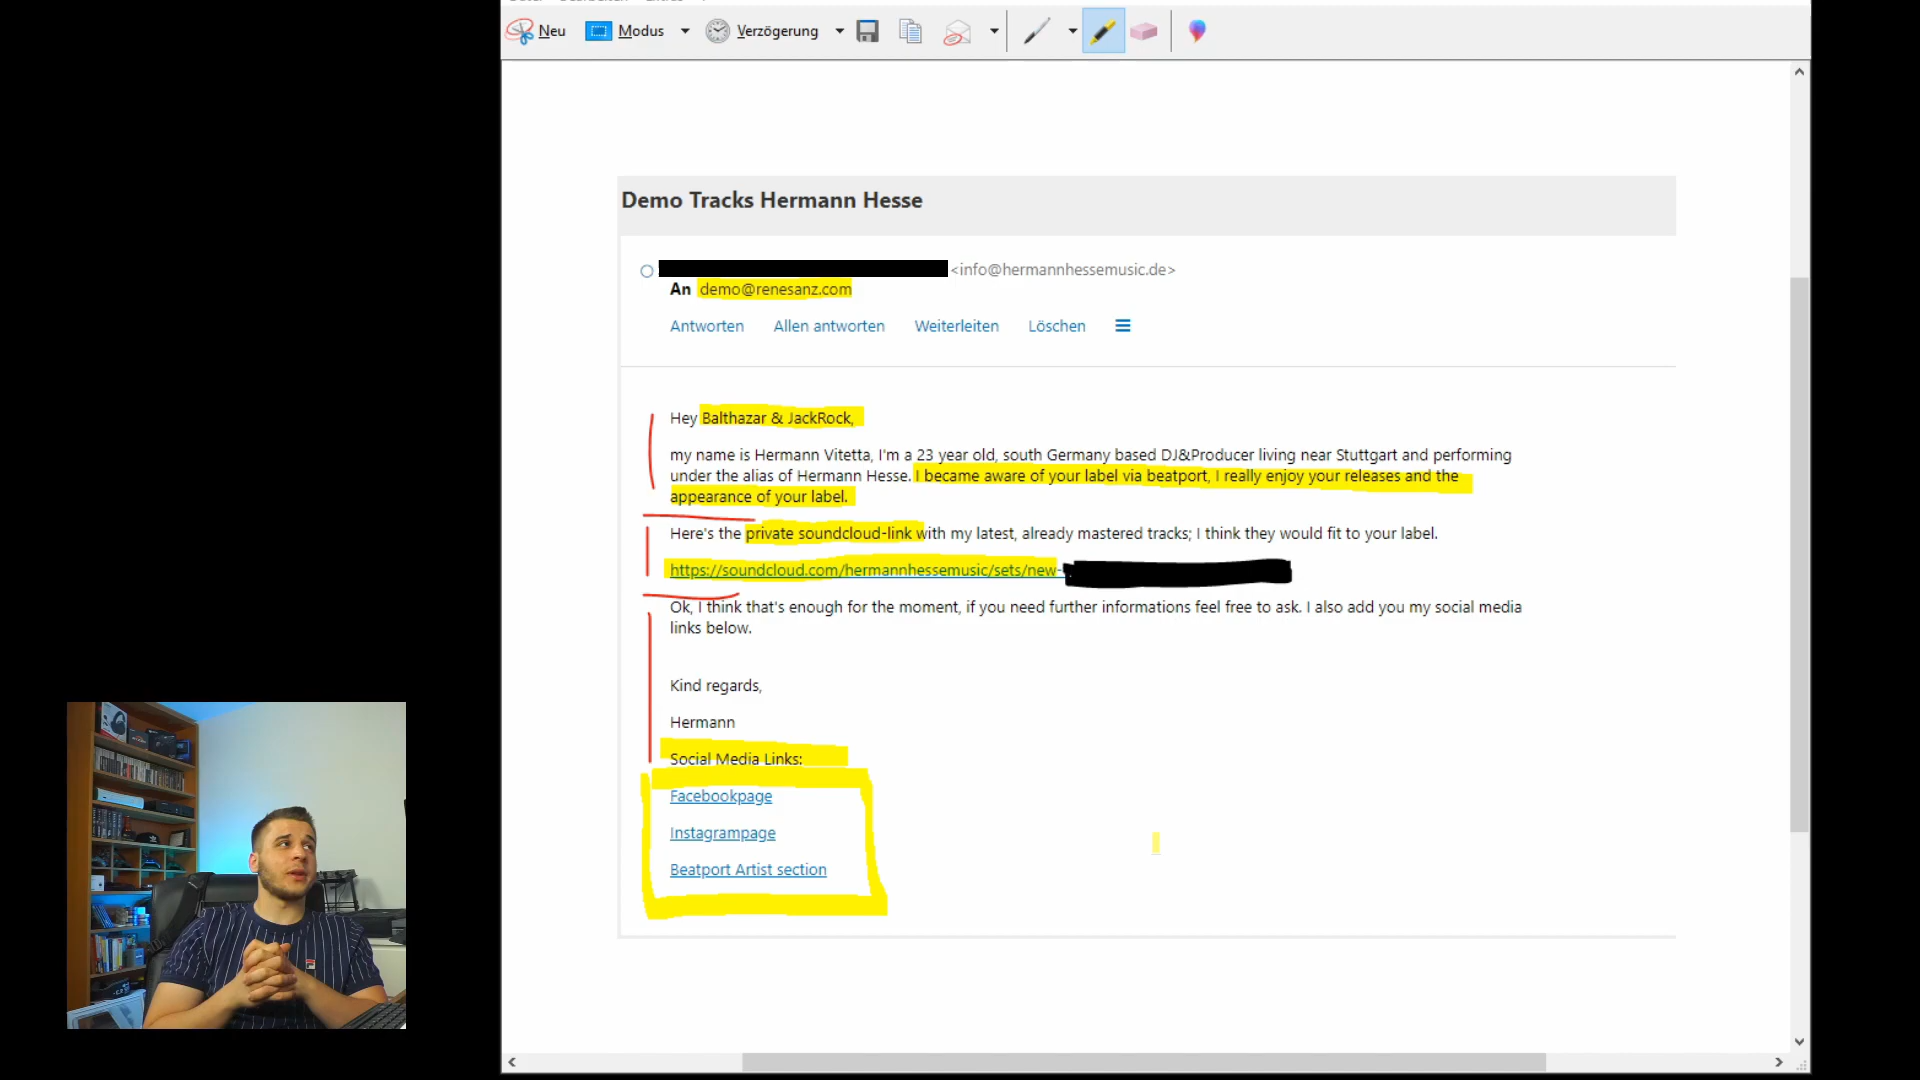 Neu Modus Verzögerung
Demo Tracks Hermann Hesse
<info@hermannhessemusic.de>
An demo@renesanz.com
Antworten Allen antworten Weiterleiten Löschen
Hey Balthazar & JackRock,
my name is Hermann Vitetta, I'm a 23 year old, south Germany based DJ&Producer living near Stuttgart and performing
under the alias of Hermann Hesse. I became aware of your label via beatport, I really enjoy your releases and the
appearance of your label.
Here's the private soundcloud-link with my latest, already mastered tracks; I think they would fit to your label.
https://soundcloud.com/hermannhessemusic/sets/new-
Ok, I think that's enough for the moment, if you need further informations feel free to ask. I also add you my social media
links below.
Kind regards,
Hermann
Social Media Links:
Facebookpage
Instagrampage
Beatport Artist section